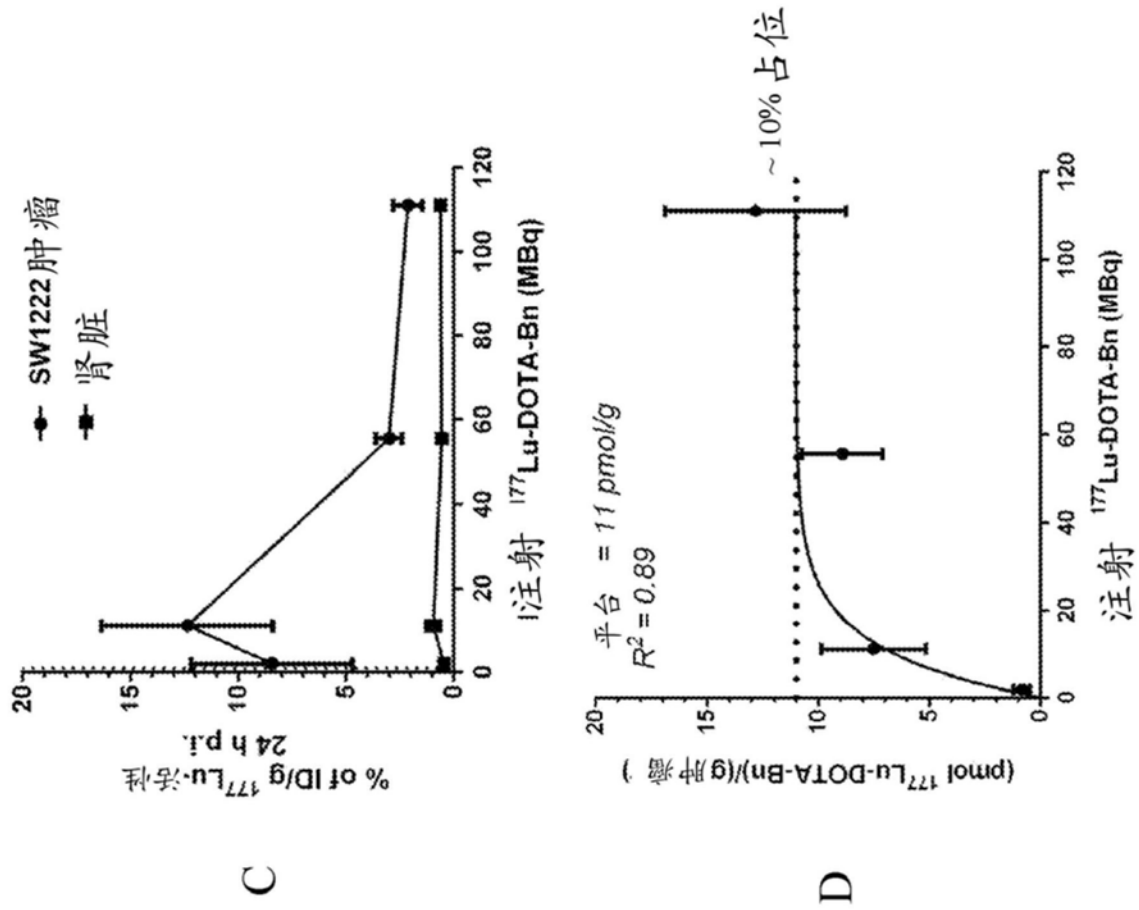 C
SW1222肿瘤
肾脏
% of ID/g ¹⁷⁷Lu-活性
24 h p.i.
20
15
10
5
0
0 20 40 60 80 100 120
注射 ¹⁷⁷Lu-DOTA-Bn (MBq)
D
平台 = 11 pmol/g
R² = 0.89
~10%占位
(pmol ¹⁷⁷Lu-DOTA-Bn)/(g肿瘤)
20
15
10
5
0
0 20 40 60 80 100 120
注射 ¹⁷⁷Lu-DOTA-Bn (MBq)